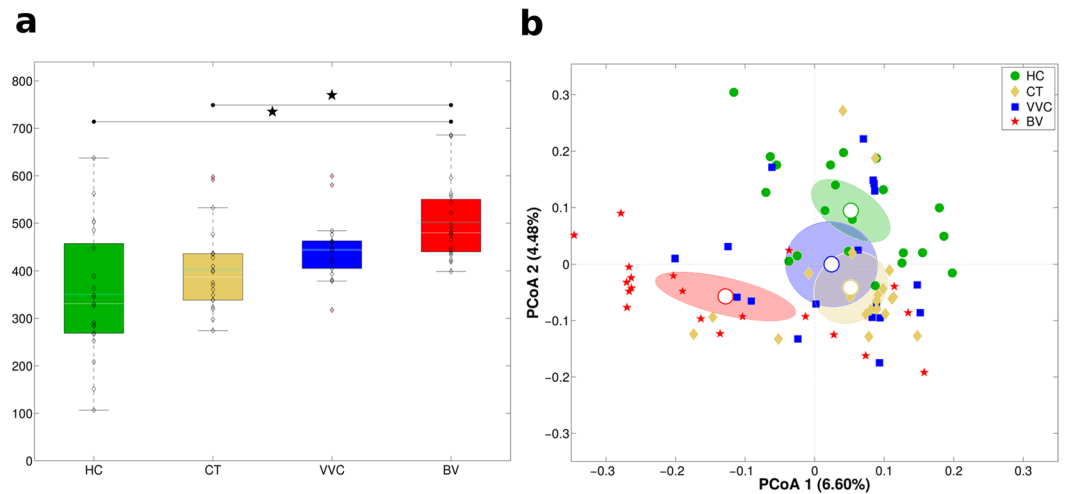 a
800
700
600
500
400
300
200
100
0
HC CT VVC BV
b
HC
CT
VVC
BV
0.3
0.2
0.1
0
−0.1
−0.2
−0.3
PCoA 2 (4.48%)
−0.3 −0.2 −0.1 0 0.1 0.2 0.3
PCoA 1 (6.60%)